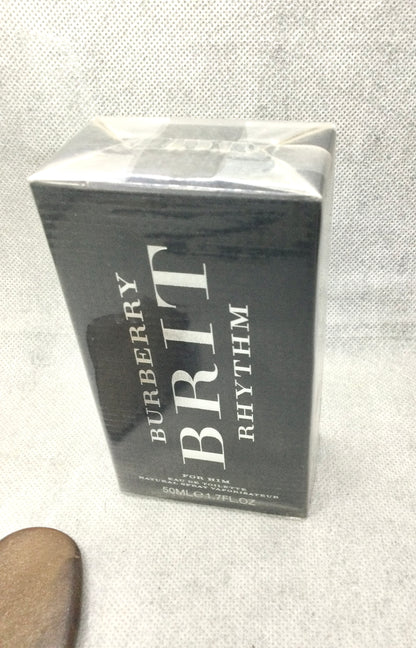 BURBERRY
BRIT
RHYTHM
FOR HIM
EAU DE TOILETTE
NATURAL SPRAY VAPORISATEUR
50ML℮1.7FL.OZ